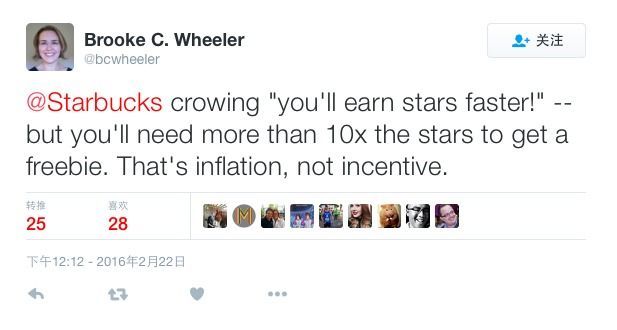 Brooke C. Wheeler
@bcwheeler
关注
@Starbucks crowing "you'll earn stars faster!" --
but you'll need more than 10x the stars to get a
freebie. That's inflation, not incentive.
转推 喜欢
25 28
M
下午12:12 - 2016年2月22日